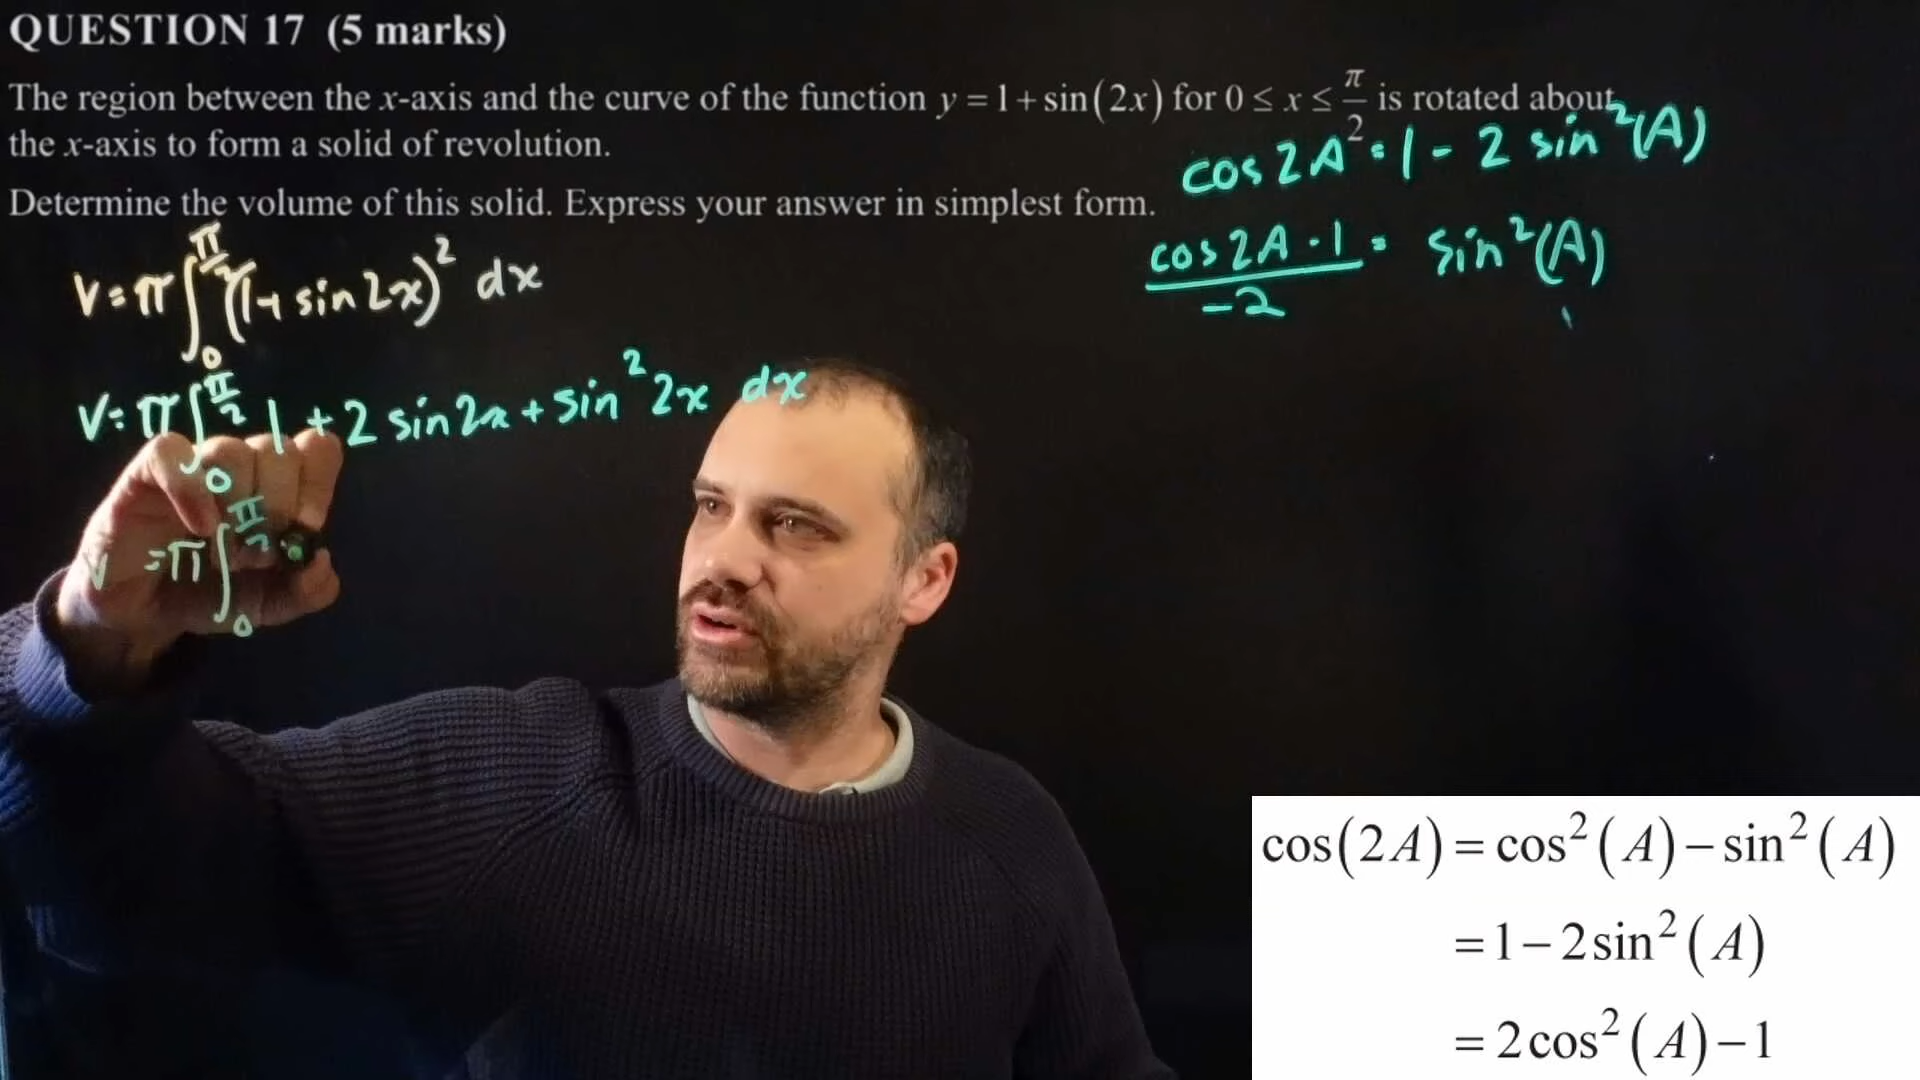 QUESTION 17 (5 marks)
The region between the x-axis and the curve of the function y = 1 + sin(2x) for 0 ≤ x ≤ π/2 is rotated about
the x-axis to form a solid of revolution.
Determine the volume of this solid. Express your answer in simplest form.
cos 2A = 1 - 2 sin²(A)
(cos 2A - 1)/-2 = sin²(A)
V = π ∫₀^(π/2) (1 + sin 2x)² dx
V = π ∫₀^(π/2) 1 + 2 sin 2x + sin² 2x dx
V = π ∫₀^(π/2)
cos(2A) = cos²(A) − sin²(A)
= 1 − 2sin²(A)
= 2cos²(A) − 1